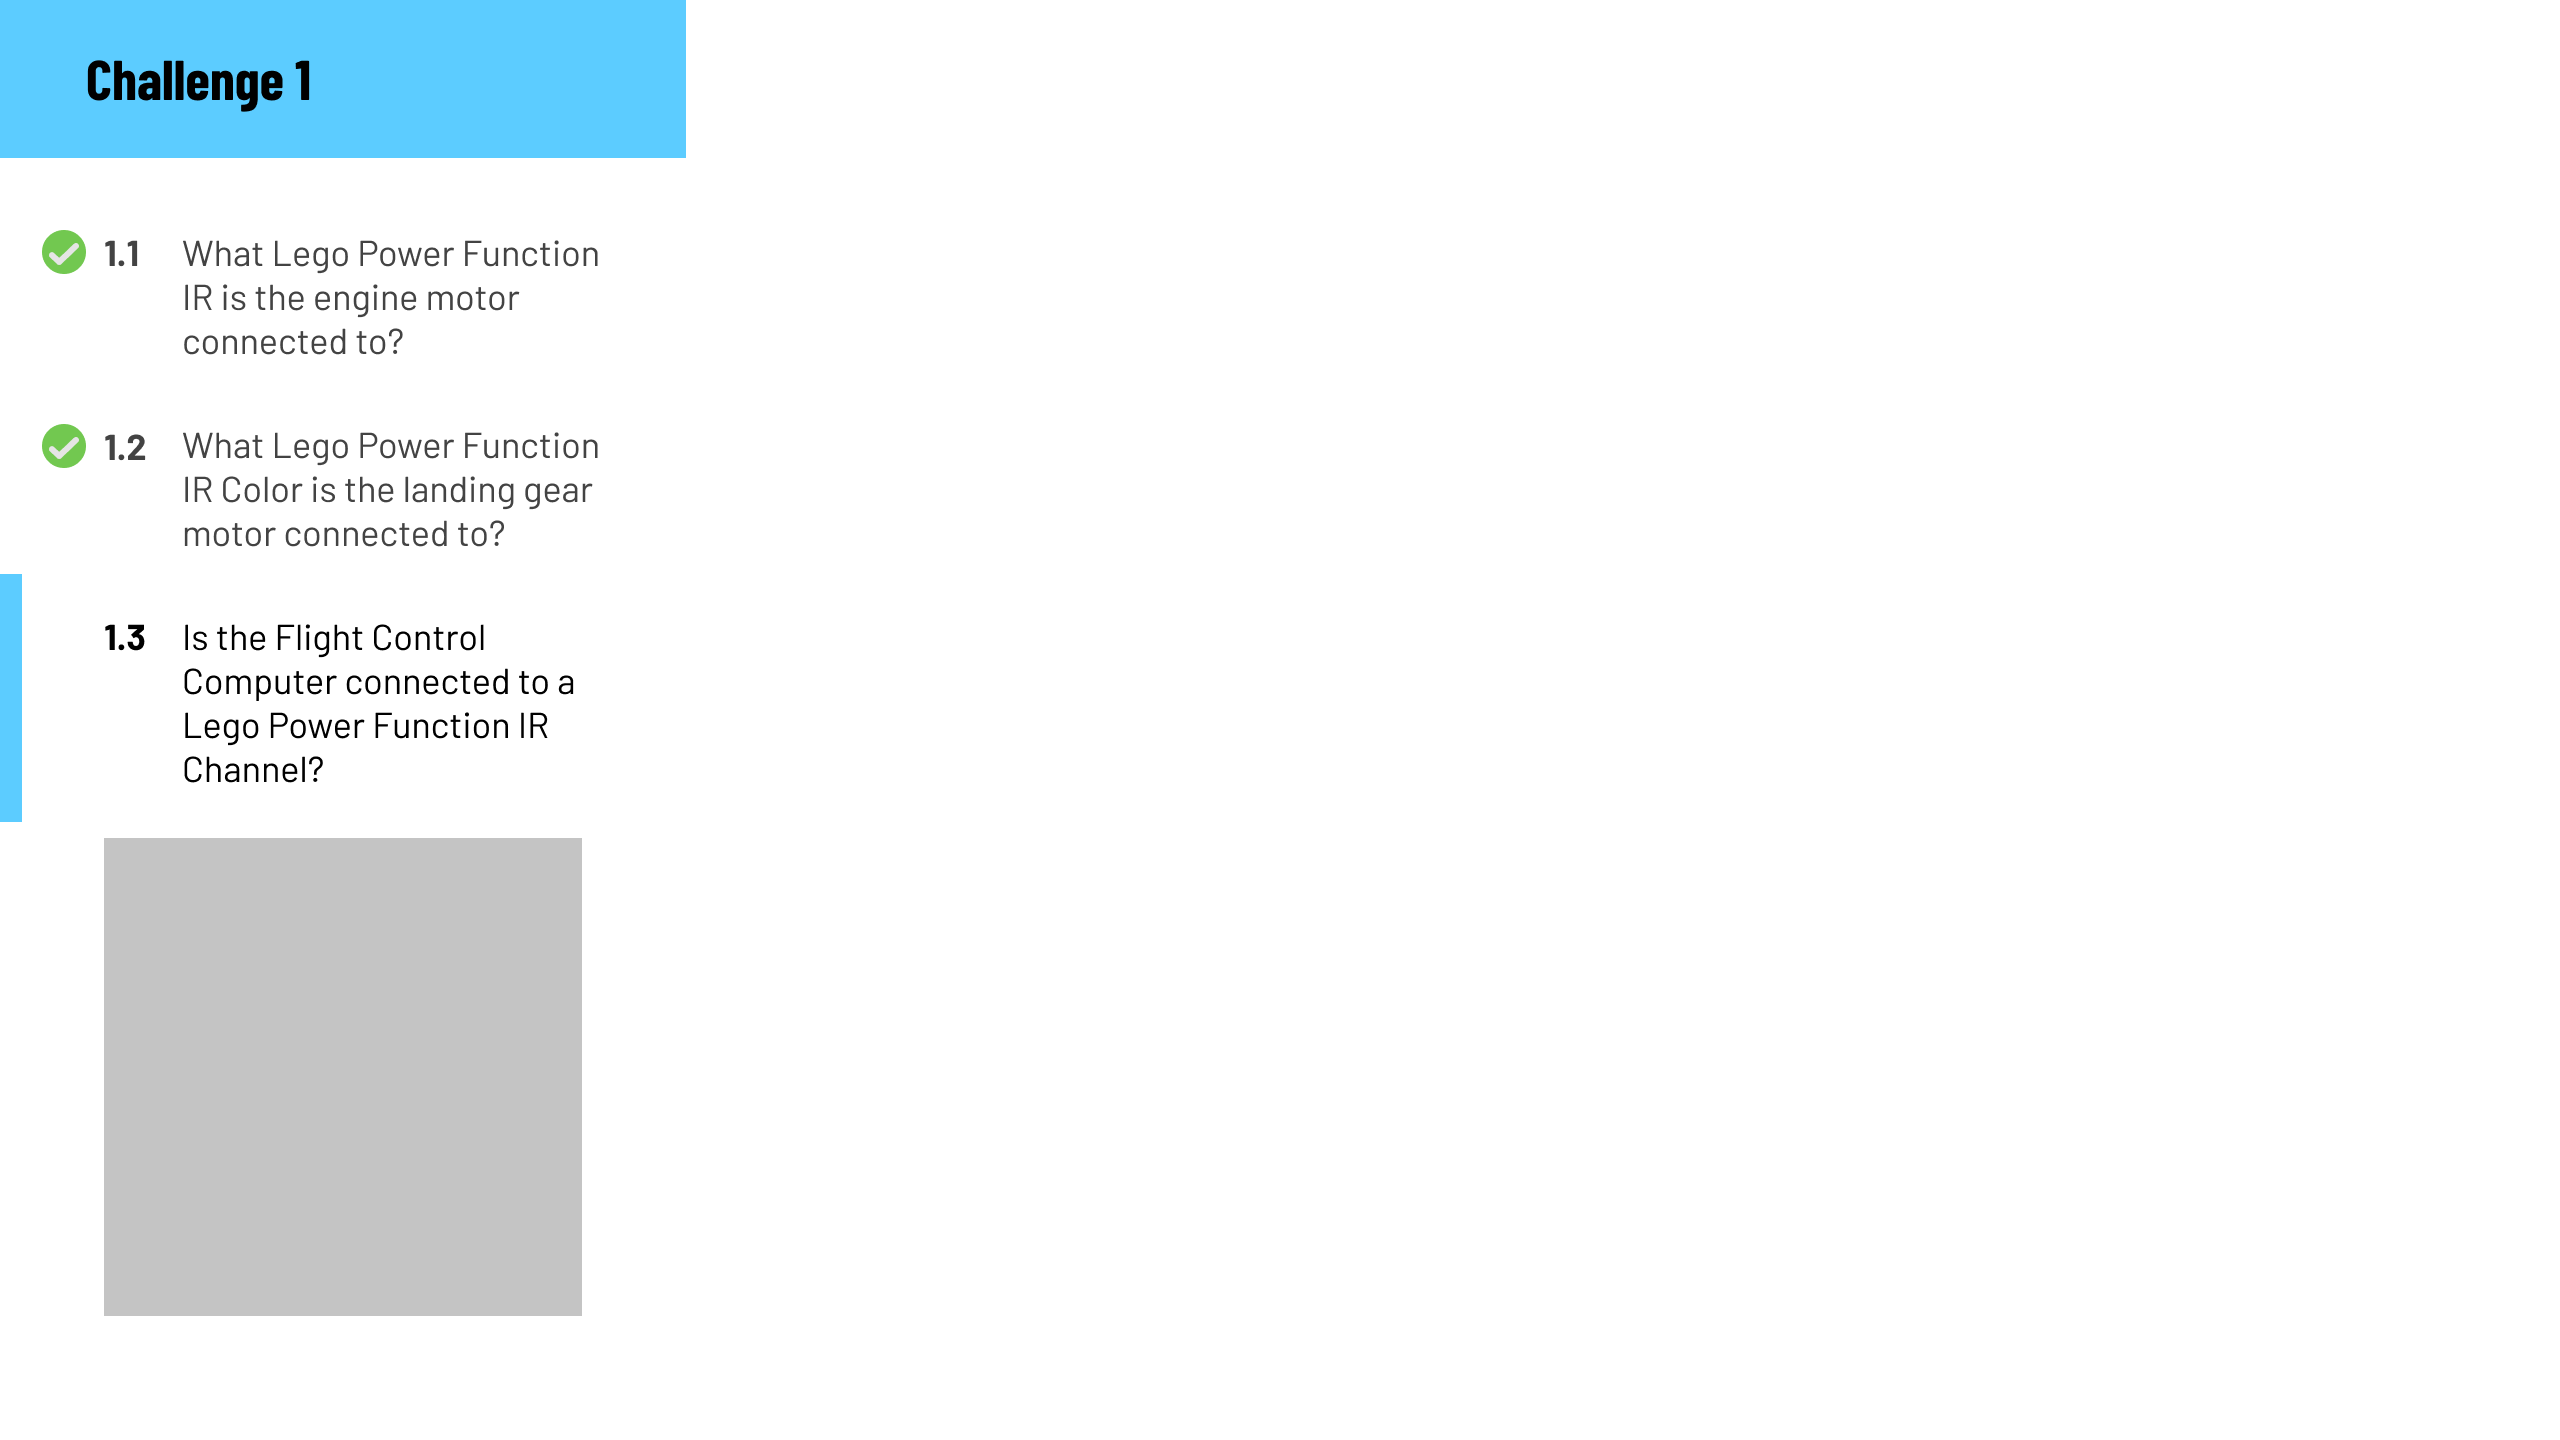 Challenge 1
1.1 What Lego Power Function
IR is the engine motor
connected to?
1.2 What Lego Power Function
IR Color is the landing gear
motor connected to?
1.3 Is the Flight Control
Computer connected to a
Lego Power Function IR
Channel?